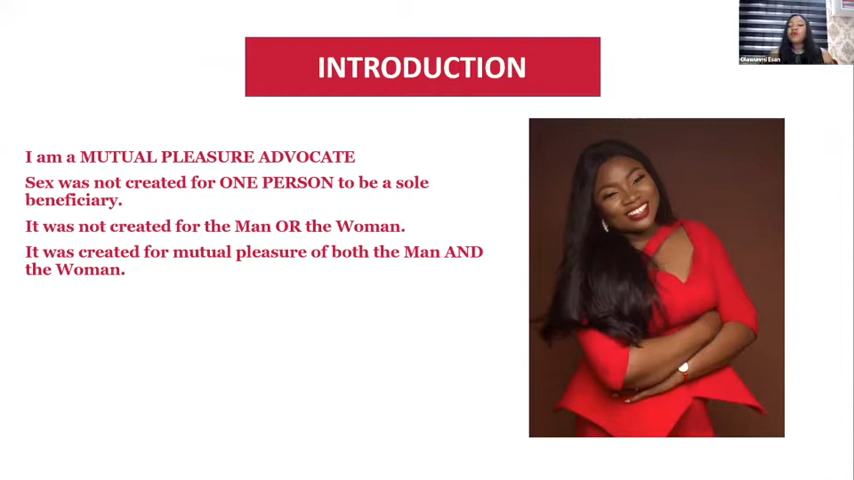 INTRODUCTION
I am a MUTUAL PLEASURE ADVOCATE
Sex was not created for ONE PERSON to be a sole
beneficiary.
It was not created for the Man OR the Woman.
It was created for mutual pleasure of both the Man AND
the Woman.